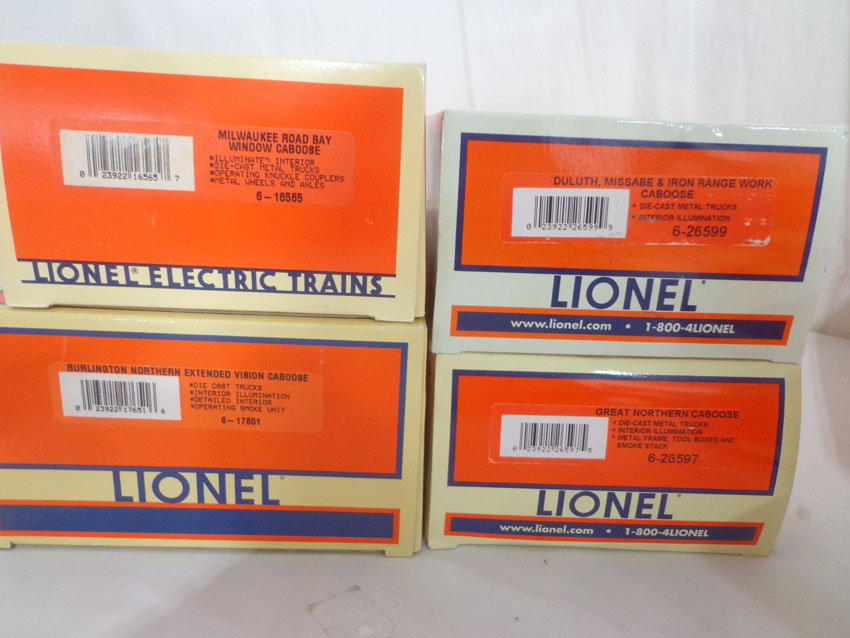 MILWAUKEE ROAD BAY
WINDOW CABOOSE
*ILLUMINATED INTERIOR
*DIE-CAST METAL TRUCKS
*OPERATING KNUCKLE COUPLERS
*METAL WHEELS AND AXLES
6-16565
0 23922 16565 7
LIONEL® ELECTRIC TRAINS
DULUTH, MISSABE & IRON RANGE WORK
CABOOSE
• DIE-CAST METAL TRUCKS
• INTERIOR ILLUMINATION
6-26599
0 23922 26599 9
LIONEL®
www.lionel.com • 1-800-4LIONEL
BURLINGTON NORTHERN EXTENDED VISION CABOOSE
*DIE CAST TRUCKS
*INTERIOR ILLUMINATION
*DETAILED INTERIOR
*OPERATING SMOKE UNIT
6-17651
0 23922 17651 6
LIONEL®
GREAT NORTHERN CABOOSE
• DIE-CAST METAL TRUCKS
• INTERIOR ILLUMINATION
• METAL FRAME, TOOL BOXES AND
SMOKE STACK
6-26597
0 23922 26597 5
LIONEL®
www.lionel.com • 1-800-4LIONEL